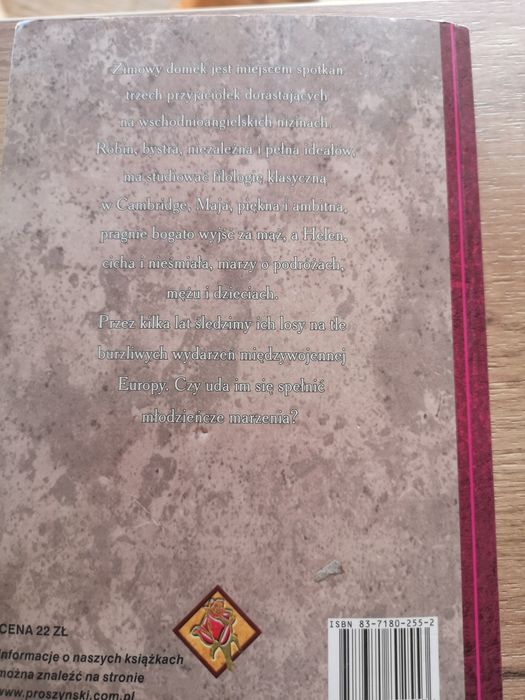 Zimowy domek jest miejscem spotkań
trzech przyjaciółek dorastających
na wschodnioangielskich nizinach.
Robin, bystra, niezależna i pełna ideałów,
ma studiować filologię klasyczną
w Cambridge, Maja, piękna i ambitna,
pragnie bogato wyjść za mąż, a Helen,
cicha i nieśmiała, marzy o podróżach,
mężu i dzieciach.
Przez kilka lat śledzimy ich losy na tle
burzliwych wydarzeń międzywojennej
Europy. Czy uda im się spełnić
młodzieńcze marzenia?
CENA 22 ZŁ
Informacje o naszych książkach
można znaleźć na stronie
www.proszynski.com.pl
ISBN 83-7180-255-2